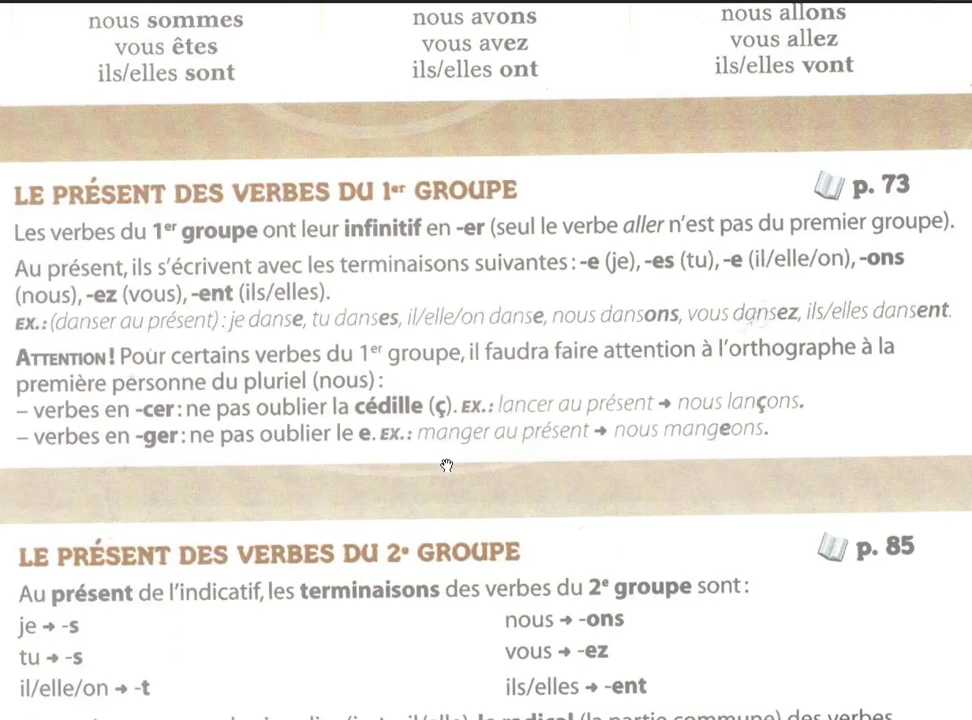 nous sommes
vous êtes
ils/elles sont
nous avons
vous avez
ils/elles ont
nous allons
vous allez
ils/elles vont
LE PRÉSENT DES VERBES DU 1er GROUPE
p. 73
Les verbes du 1er groupe ont leur infinitif en -er (seul le verbe aller n'est pas du premier groupe).
Au présent, ils s'écrivent avec les terminaisons suivantes : -e (je), -es (tu), -e (il/elle/on), -ons
(nous), -ez (vous), -ent (ils/elles).
EX.: (danser au présent) : je danse, tu danses, il/elle/on danse, nous dansons, vous dansez, ils/elles dansent.
ATTENTION! Pour certains verbes du 1er groupe, il faudra faire attention à l'orthographe à la
première personne du pluriel (nous) :
– verbes en -cer : ne pas oublier la cédille (ç). EX.: lancer au présent → nous lançons.
– verbes en -ger : ne pas oublier le e. EX.: manger au présent → nous mangeons.
LE PRÉSENT DES VERBES DU 2e GROUPE
p. 85
Au présent de l'indicatif, les terminaisons des verbes du 2e groupe sont :
je → -s
tu → -s
il/elle/on → -t
nous → -ons
vous → -ez
ils/elles → -ent
le radical (la partie commune) des verbes